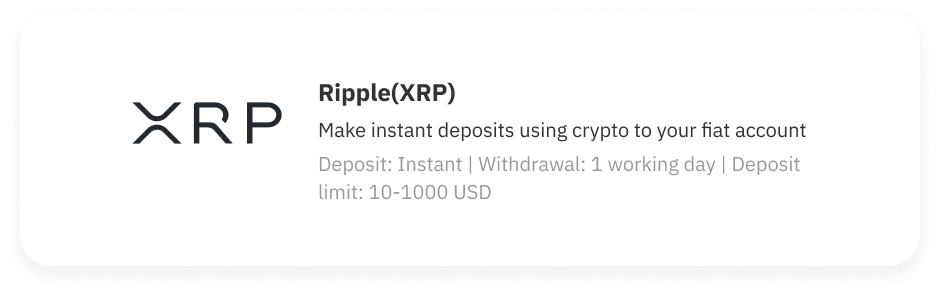 XRP
Ripple(XRP)
Make instant deposits using crypto to your fiat account
Deposit: Instant | Withdrawal: 1 working day | Deposit
limit: 10-1000 USD